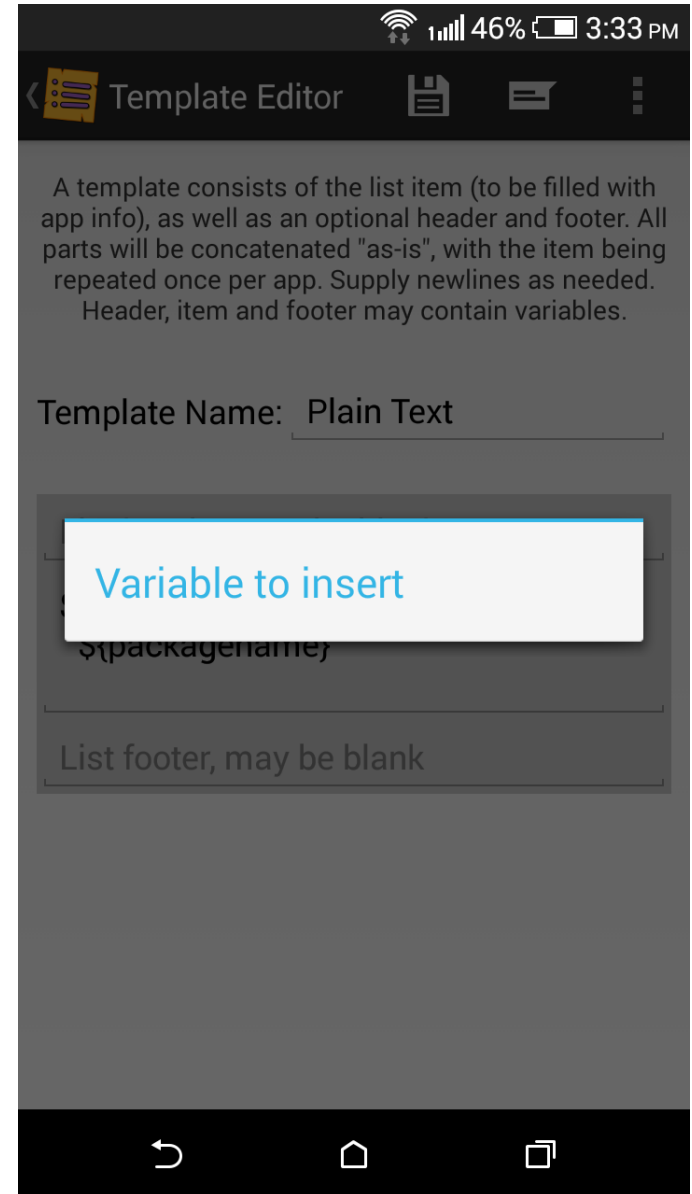 46% 3:33 PM
Template Editor
A template consists of the list item (to be filled with
app info), as well as an optional header and footer. All
parts will be concatenated "as-is", with the item being
repeated once per app. Supply newlines as needed.
Header, item and footer may contain variables.
Template Name: Plain Text
Variable to insert
${packagename}
List footer, may be blank